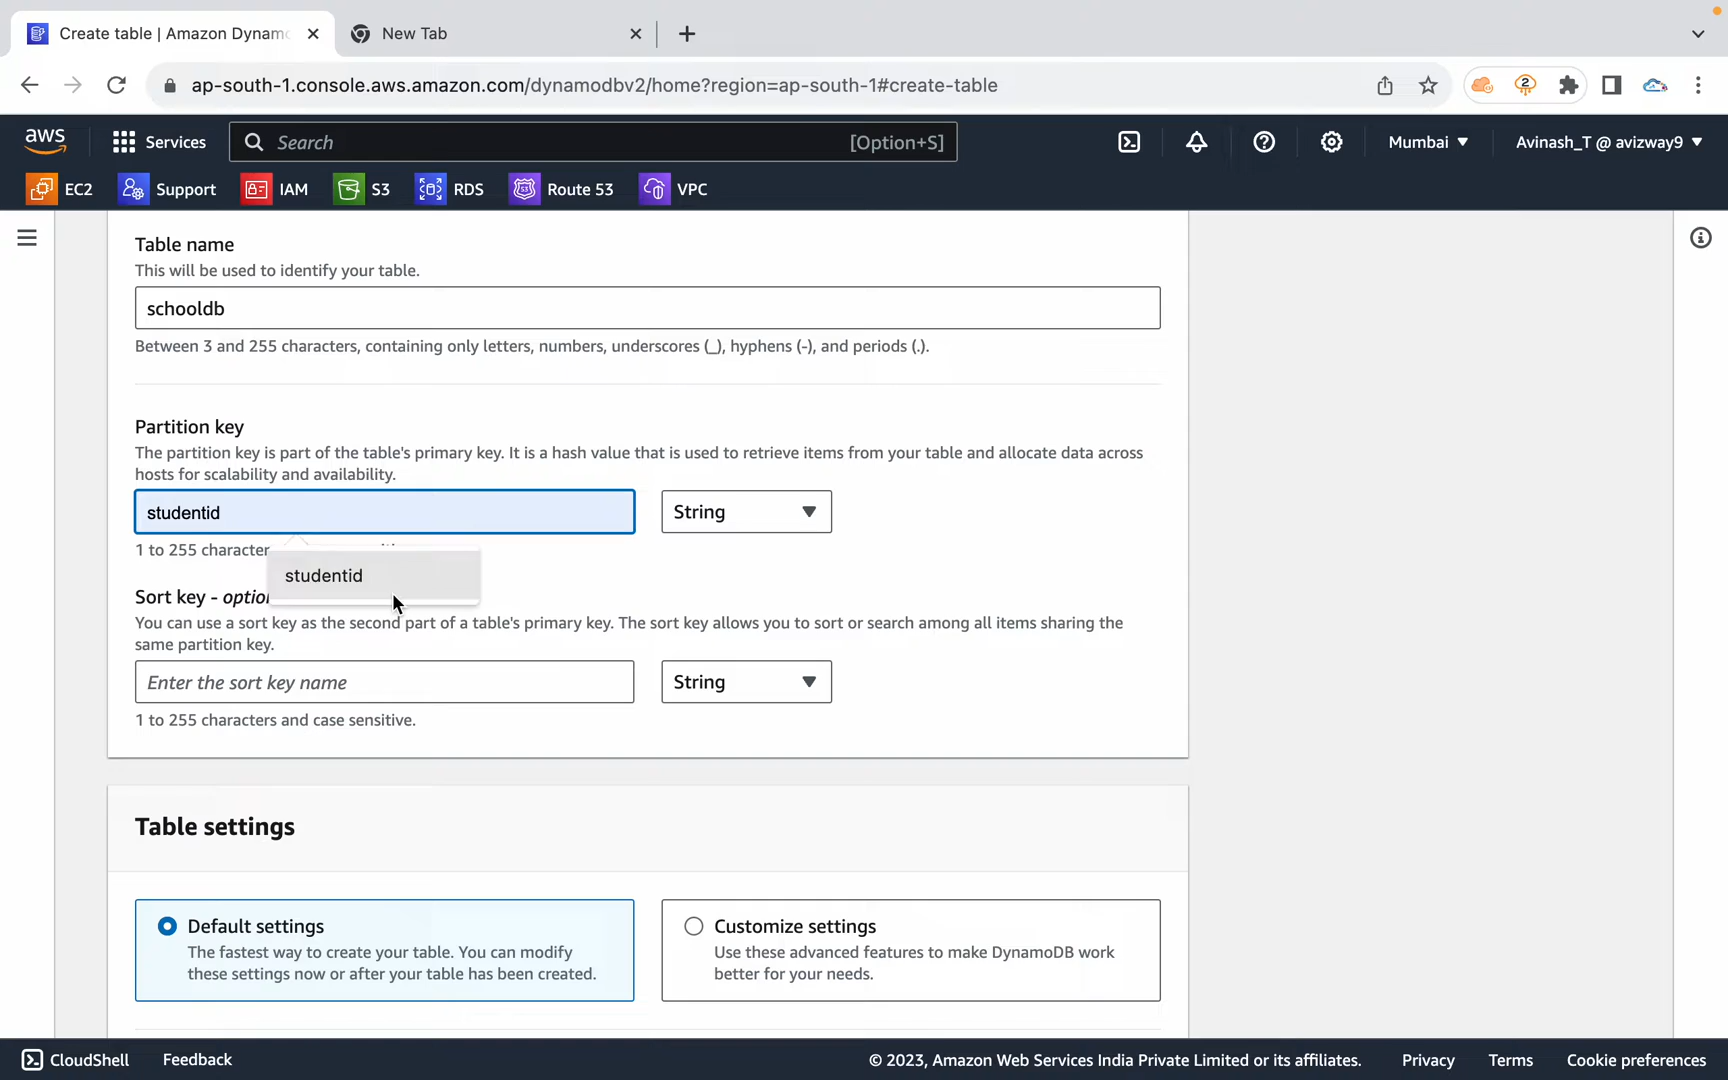 Create table | Amazon Dynam
New Tab
ap-south-1.console.aws.amazon.com/dynamodbv2/home?region=ap-south-1#create-table
2
aws
Services
Search
[Option+S]
Mumbai
Avinash_T @ avizway9
EC2
Support
IAM
S3
RDS
Route 53
VPC
Table name
This will be used to identify your table.
schooldb
Between 3 and 255 characters, containing only letters, numbers, underscores (_), hyphens (-), and periods (.).
Partition key
The partition key is part of the table's primary key. It is a hash value that is used to retrieve items from your table and allocate data across
hosts for scalability and availability.
studentid
String
1 to 255 character
studentid
Sort key - optio
You can use a sort key as the second part of a table's primary key. The sort key allows you to sort or search among all items sharing the
same partition key.
Enter the sort key name
String
1 to 255 characters and case sensitive.
Table settings
Default settings
The fastest way to create your table. You can modify
these settings now or after your table has been created.
Customize settings
Use these advanced features to make DynamoDB work
better for your needs.
CloudShell
Feedback
© 2023, Amazon Web Services India Private Limited or its affiliates.
Privacy
Terms
Cookie preferences